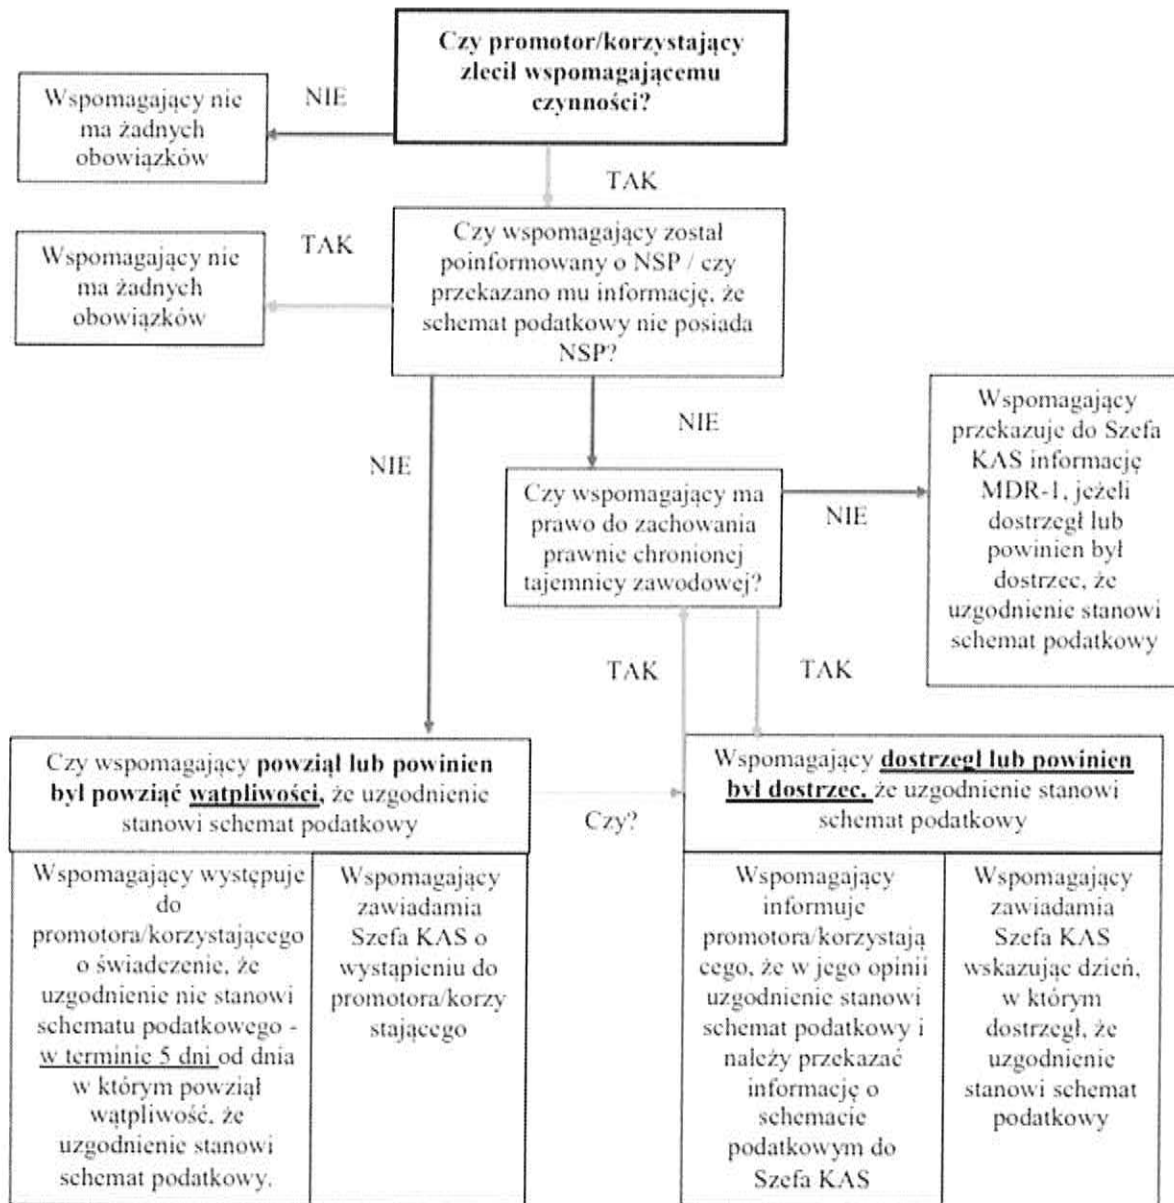 Czy promotor/korzystający
zlecił wspomagającemu
czynności?
NIE
Wspomagający nie
ma żadnych
obowiązków
TAK
Czy wspomagający został
poinformowany o NSP / czy
przekazano mu informację, że
schemat podatkowy nie posiada
NSP?
TAK
Wspomagający nie
ma żadnych
obowiązków
NIE
NIE
Czy wspomagający ma
prawo do zachowania
prawnie chronionej
tajemnicy zawodowej?
NIE
Wspomagający
przekazuje do Szefa
KAS informację
MDR-1, jeżeli
dostrzegł lub
powinien był
dostrzec, że
uzgodnienie stanowi
schemat podatkowy
TAK
TAK
Czy wspomagający powziął lub powinien
był powziąć wątpliwości, że uzgodnienie
stanowi schemat podatkowy
Czy?
Wspomagający dostrzegł lub powinien
był dostrzec, że uzgodnienie stanowi
schemat podatkowy
Wspomagający występuje
do
promotora/korzystającego
o świadczenie, że
uzgodnienie nie stanowi
schematu podatkowego -
w terminie 5 dni od dnia
w którym powziął
wątpliwość, że
uzgodnienie stanowi
schemat podatkowy.
Wspomagający
zawiadamia
Szefa KAS o
wystąpieniu do
promotora/korzy
stającego
Wspomagający
informuje
promotora/korzystają
cego, że w jego opinii
uzgodnienie stanowi
schemat podatkowy i
należy przekazać
informację o
schemacie
podatkowym do
Szefa KAS
Wspomagający
zawiadamia
Szefa KAS
wskazując dzień,
w którym
dostrzegł, że
uzgodnienie
stanowi schemat
podatkowy